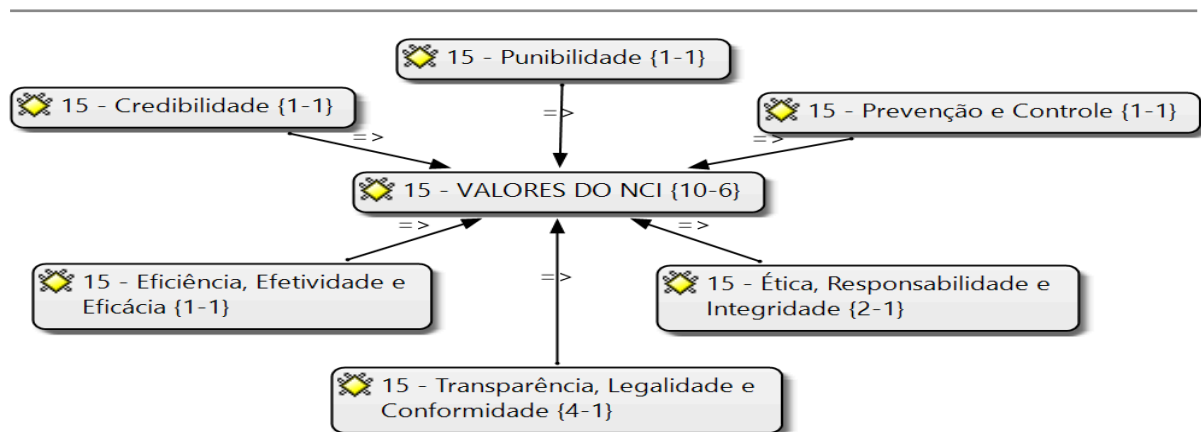 15 - Punibilidade {1-1}
15 - Credibilidade {1-1}
15 - Prevenção e Controle {1-1}
=>
=>
=>
15 - VALORES DO NCI {10-6}
=>
=>
=>
15 - Eficiência, Efetividade e
Eficácia {1-1}
15 - Ética, Responsabilidade e
Integridade {2-1}
15 - Transparência, Legalidade e
Conformidade {4-1}